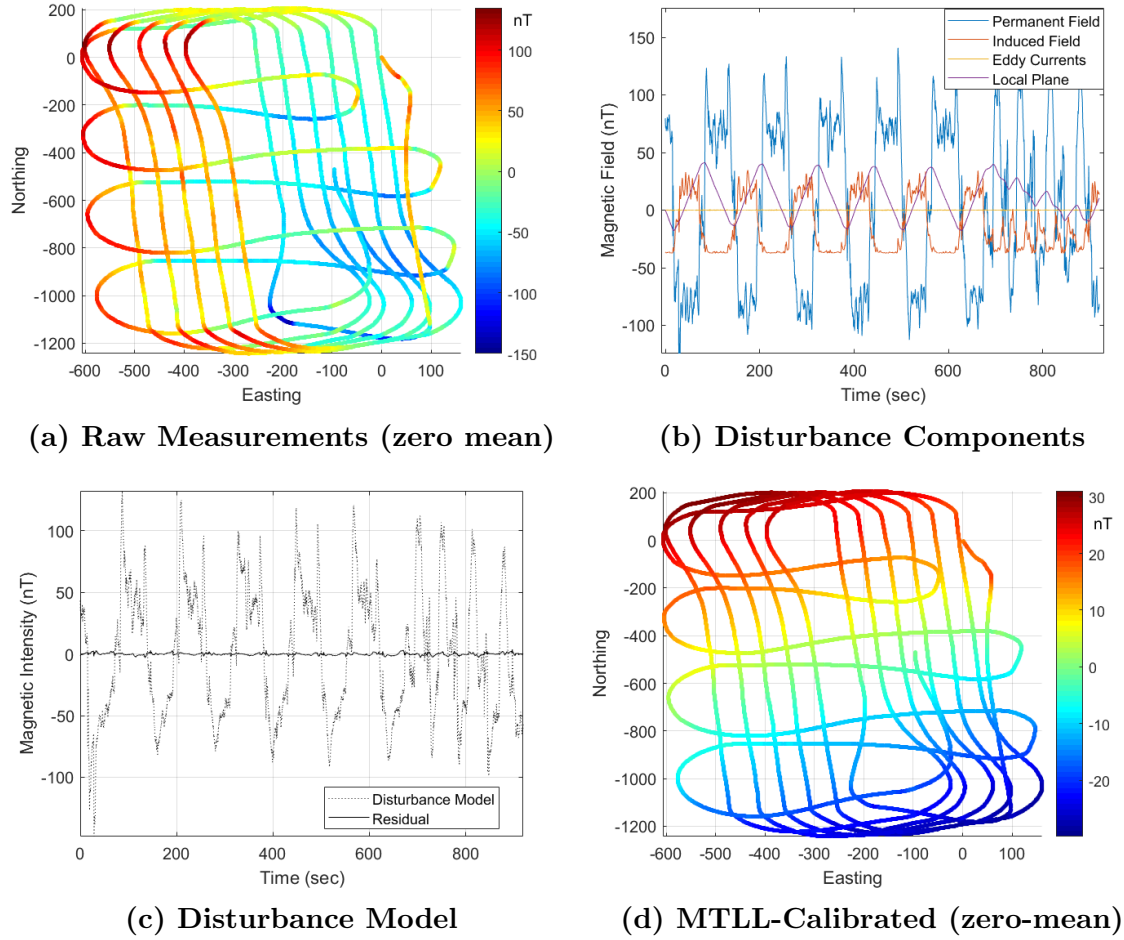 200
0
-200
-400
-600
-800
-1000
-1200
-600 -500 -400 -300 -200 -100 0 100
Easting
Northing
nT
100
50
0
-50
-100
-150
(a) Raw Measurements (zero mean)
150
100
50
0
-50
-100
0 200 400 600 800
Time (sec)
Magnetic Field (nT)
Permanent Field
Induced Field
Eddy Currents
Local Plane
(b) Disturbance Components
100
50
0
-50
-100
0 200 400 600 800
Time (sec)
Magnetic Intensity (nT)
Disturbance Model
Residual
(c) Disturbance Model
200
0
-200
-400
-600
-800
-1000
-1200
-600 -500 -400 -300 -200 -100 0 100
Easting
Northing
30
nT
20
10
0
-10
-20
(d) MTLL-Calibrated (zero-mean)